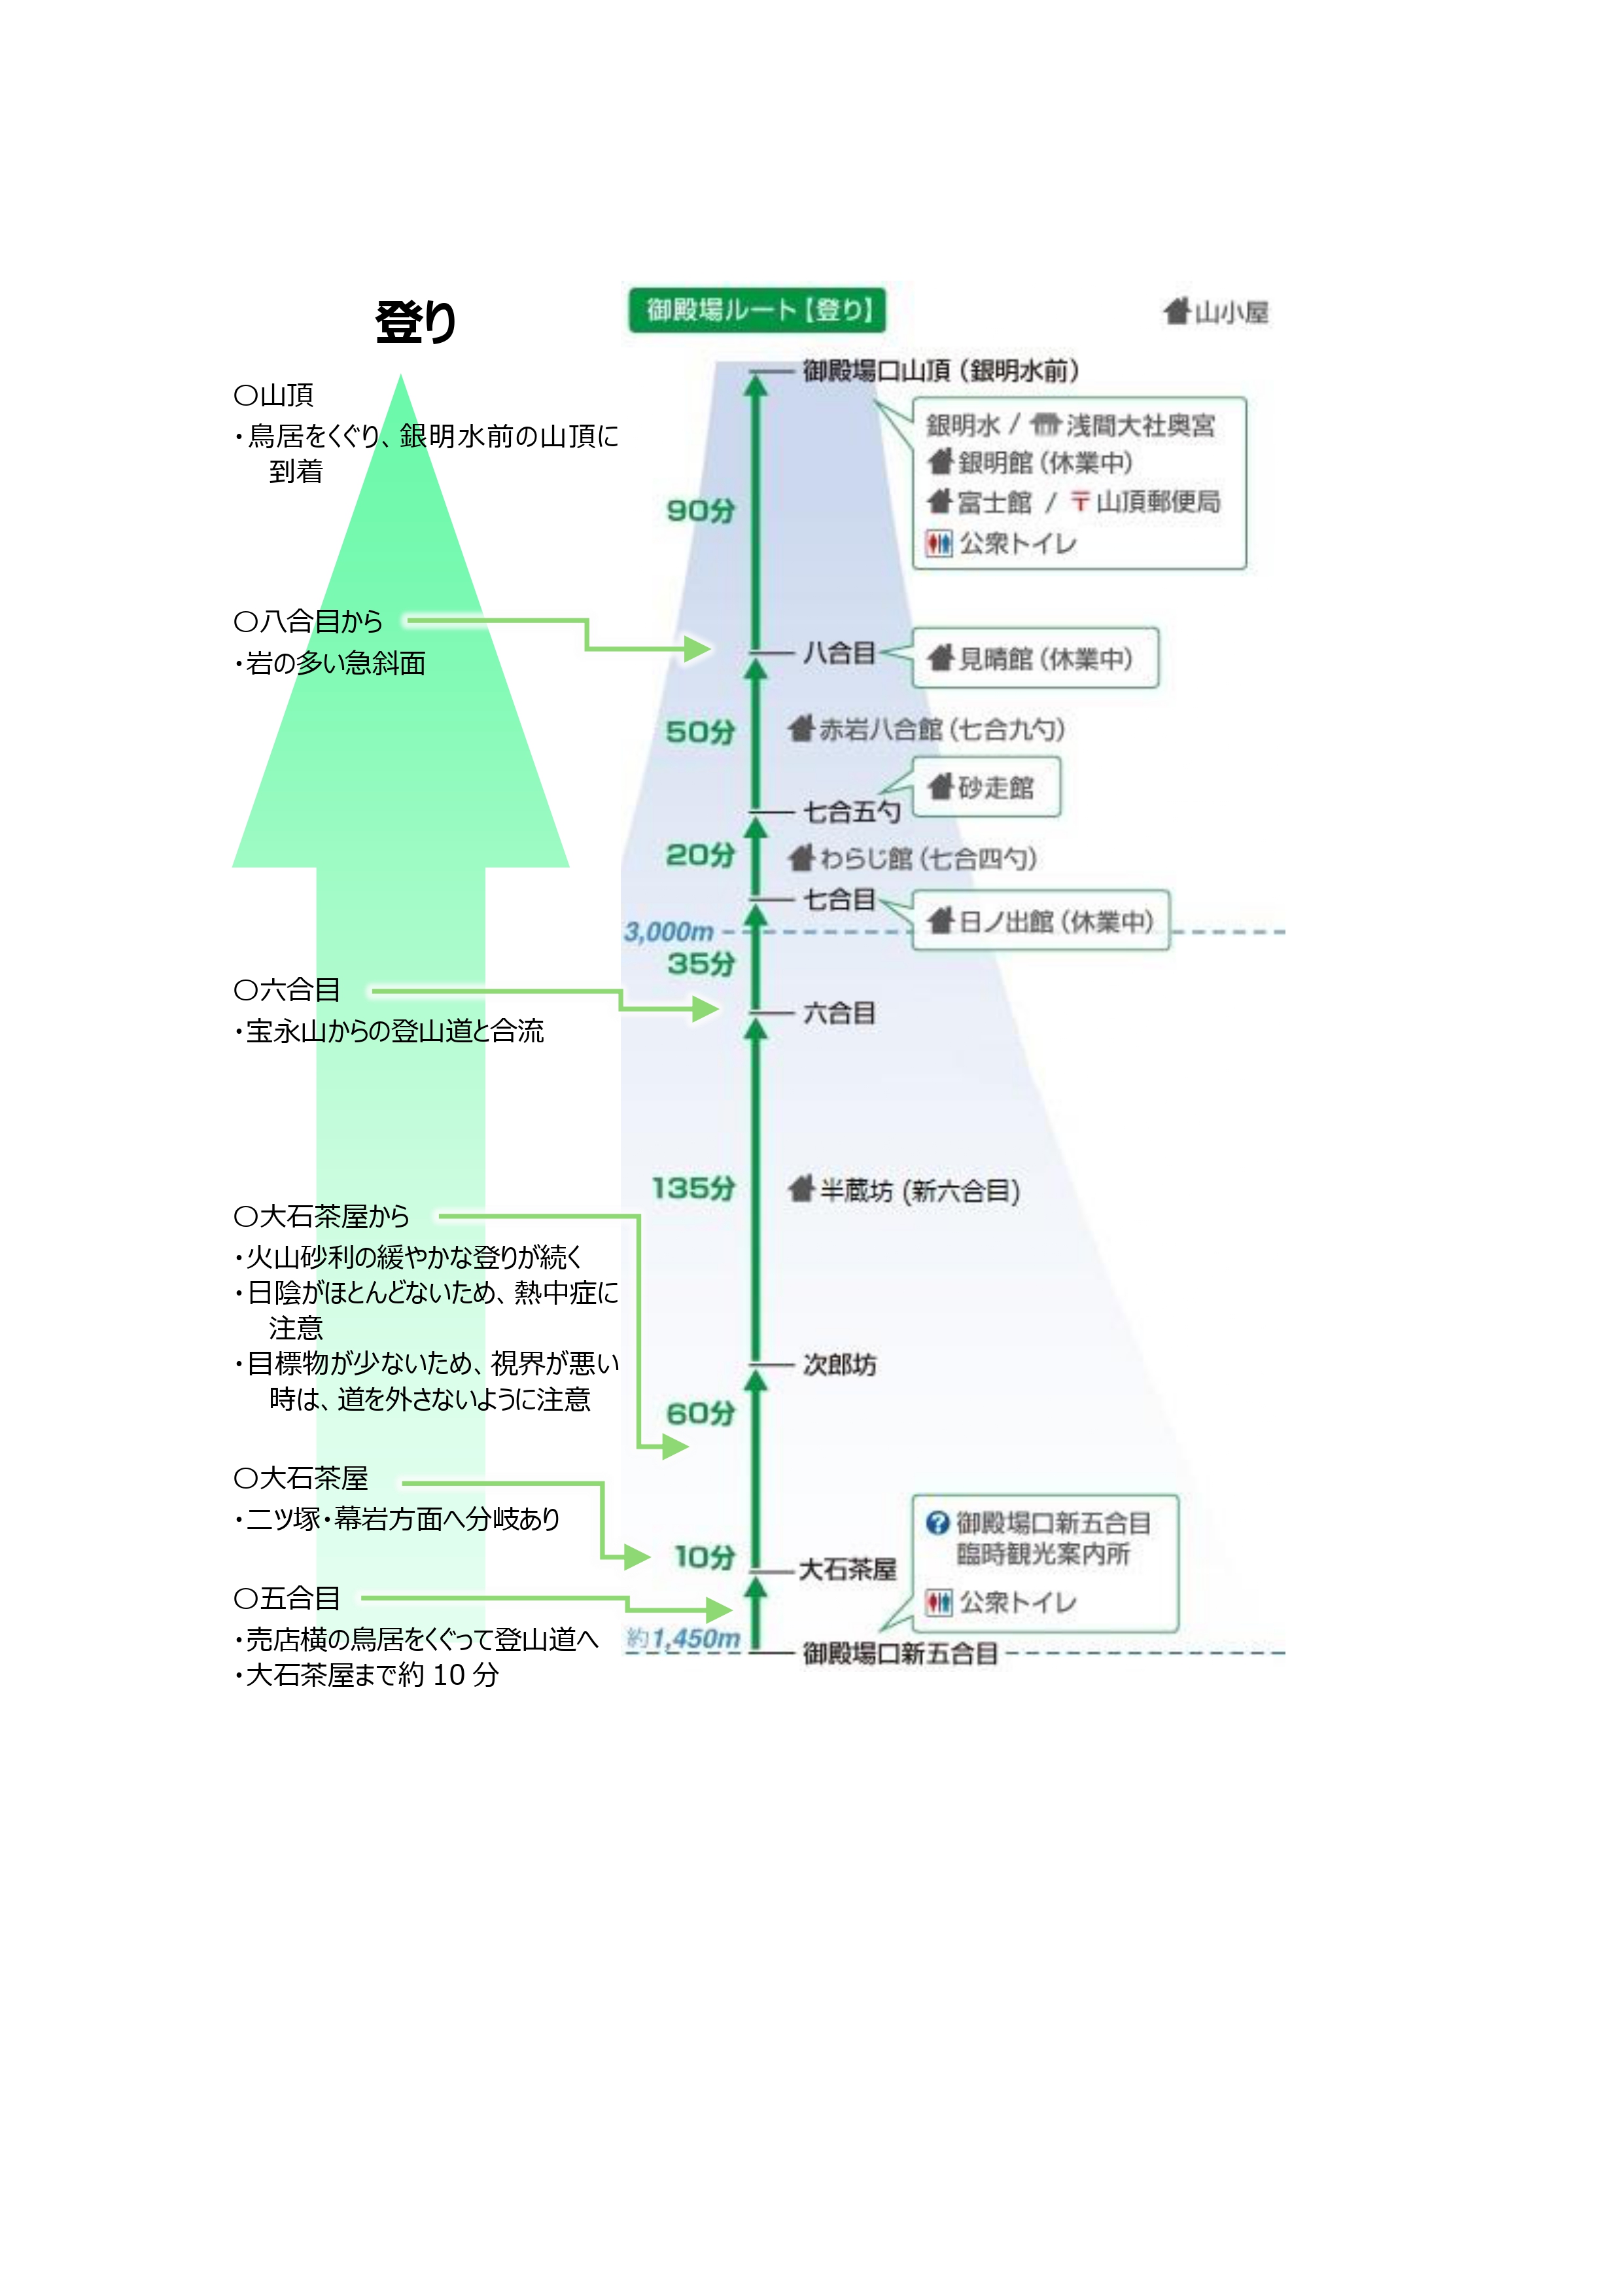 登り
〇山頂
・鳥居をくぐり、銀明水前の山頂に
到着
〇八合目から
・岩の多い急斜面
〇六合目
・宝永山からの登山道と合流
〇大石茶屋から
・火山砂利の緩やかな登りが続く
・日陰がほとんどないため、熱中症に
注意
・目標物が少ないため、視界が悪い
時は、道を外さないように注意
〇大石茶屋
・二ツ塚・幕岩方面へ分岐あり
〇五合目
・売店横の鳥居をくぐって登山道へ
・大石茶屋まで約 10 分
御殿場ルート【登り】
山小屋
御殿場口山頂（銀明水前）
銀明水 / 浅間大社奥宮
銀明館（休業中）
富士館 / 〒山頂郵便局
公衆トイレ
90分
八合目
見晴館（休業中）
50分
赤岩八合館（七合九勺）
砂走館
七合五勺
20分
わらじ館（七合四勺）
七合目
日ノ出館（休業中）
3,000m
35分
六合目
135分
半蔵坊 (新六合目)
次郎坊
60分
10分
大石茶屋
? 御殿場口新五合目
臨時観光案内所
公衆トイレ
約1,450m
御殿場口新五合目